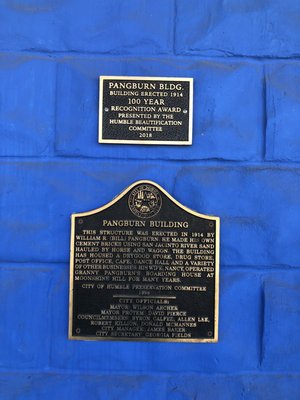 PANGBURN BLDG.
BUILDING ERECTED 1914
100 YEAR
RECOGNITION AWARD
PRESENTED BY THE
HUMBLE BEAUTIFICATION
COMMITTEE
2018
PANGBURN BUILDING
THIS STRUCTURE WAS ERECTED IN 1914 BY
WILLIAM R. (BILL) PANGBURN. HE MADE HIS OWN
CEMENT BRICKS USING SAN JACINTO RIVER SAND
HAULED BY HORSE AND WAGON. THE BUILDING
HAS HOUSED A DRYGOOD STORE, DRUG STORE,
POST OFFICE, CAFE, DANCE HALL AND A VARIETY
OF OTHER BUSINESSES. HIS WIFE, NANCY, OPERATED
GRANNY PANGBURN'S BOARDING HOUSE AT
MOONSHINE HILL FOR MANY YEARS.
CITY OF HUMBLE PRESERVATION COMMITTEE
CITY OFFICIALS:
MAYOR: WILSON ARCHER
MAYOR PROTEM: DAVID PIERCE
COUNCILMEMBERS: BYRON CALFEE, ALLEN LEE,
ROBERT KILLION, DONALD MCMANNES
CITY MANAGER: JAMES BAKER
CITY SECRETARY: GEORGIA FIELDS